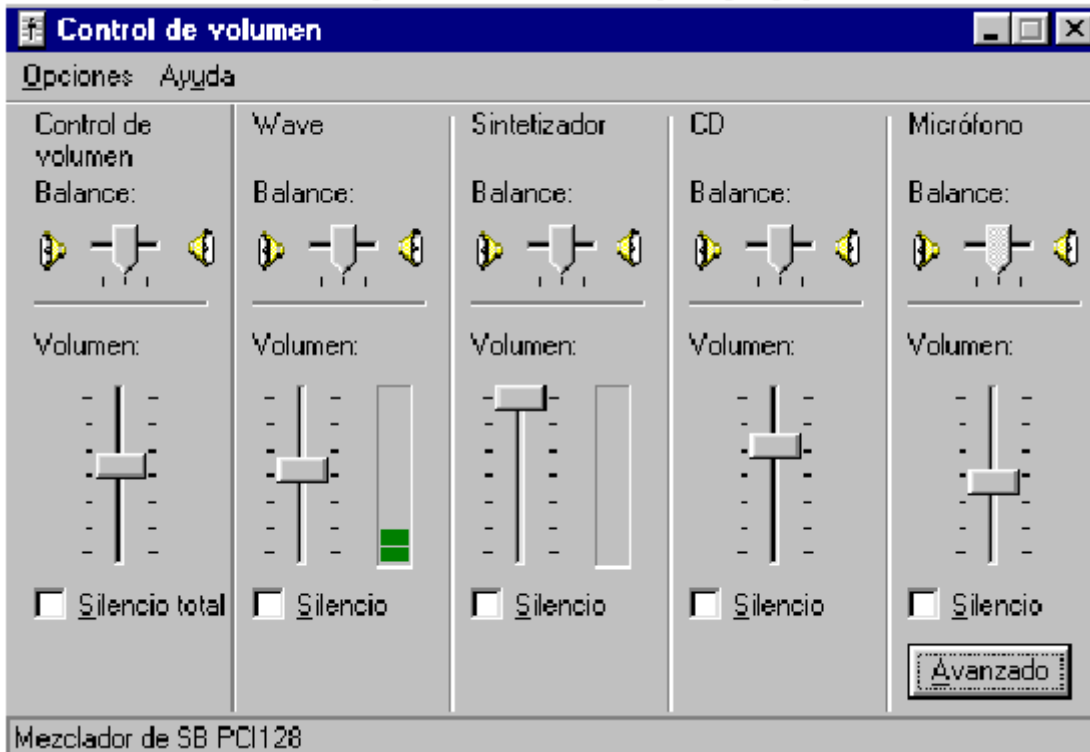 Control de volumen
Opciones Ayuda
Control de volumen
Balance:
Volumen:
Silencio total
Wave
Balance:
Volumen:
Silencio
Sintetizador
Balance:
Volumen:
Silencio
CD
Balance:
Volumen:
Silencio
Micrófono
Balance:
Volumen:
Silencio
Avanzado
Mezclador de SB PCI128